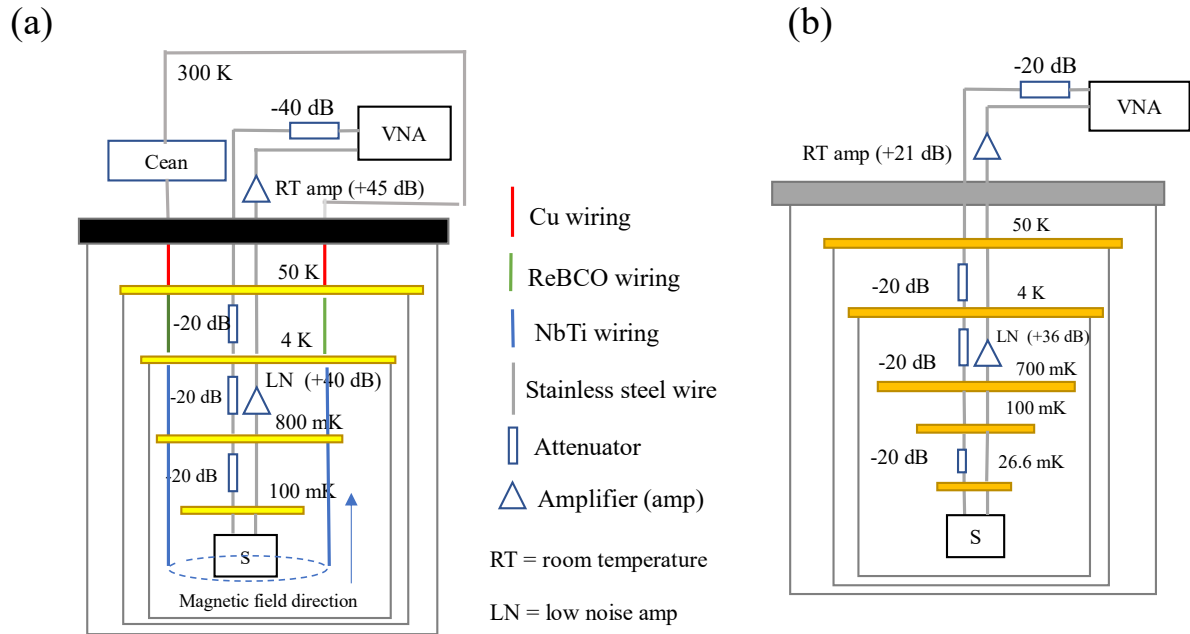 (a)
300 K
-40 dB
VNA
Cean
RT amp (+45 dB)
50 K
-20 dB
4 K
LN (+40 dB)
-20 dB
800 mK
-20 dB
100 mK
S
Magnetic field direction
Cu wiring
ReBCO wiring
NbTi wiring
Stainless steel wire
Attenuator
Amplifier (amp)
RT = room temperature
LN = low noise amp
(b)
-20 dB
VNA
RT amp (+21 dB)
50 K
-20 dB
4 K
LN (+36 dB)
-20 dB
700 mK
100 mK
-20 dB
26.6 mK
S